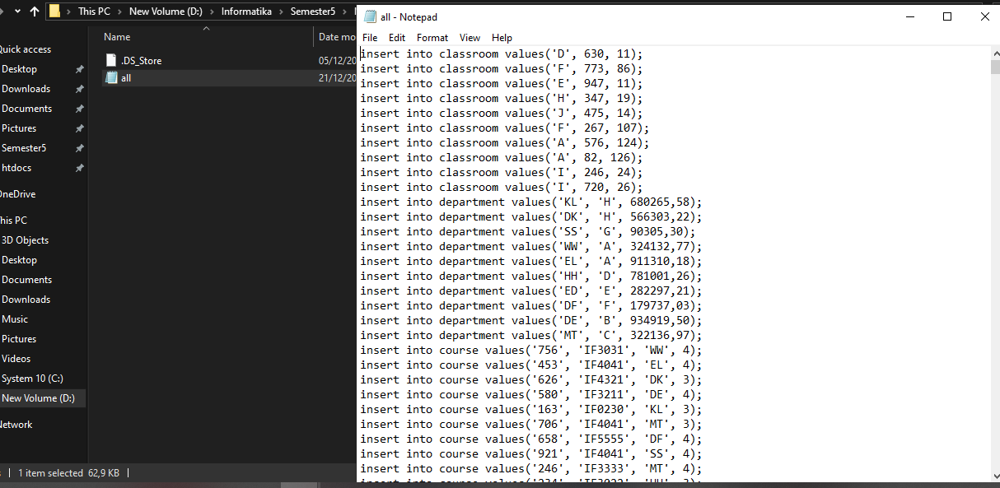 This PC > New Volume (D:) > Informatika > Semester5 >
Name
Date mo
.DS_Store
05/12/20
all
21/12/20
Quick access
Desktop
Downloads
Documents
Pictures
Semester5
htdocs
OneDrive
This PC
3D Objects
Desktop
Documents
Downloads
Music
Pictures
Videos
System 10 (C:)
New Volume (D:)
Network
1 item selected 62,9 KB
all - Notepad
File Edit Format View Help
insert into classroom values('D', 630, 11);
insert into classroom values('F', 773, 86);
insert into classroom values('E', 947, 11);
insert into classroom values('H', 347, 19);
insert into classroom values('J', 475, 14);
insert into classroom values('F', 267, 107);
insert into classroom values('A', 576, 124);
insert into classroom values('A', 82, 126);
insert into classroom values('I', 246, 24);
insert into classroom values('I', 720, 26);
insert into department values('KL', 'H', 680265,58);
insert into department values('DK', 'H', 566303,22);
insert into department values('SS', 'G', 90305,30);
insert into department values('WW', 'A', 324132,77);
insert into department values('EL', 'A', 911310,18);
insert into department values('HH', 'D', 781001,26);
insert into department values('ED', 'E', 282297,21);
insert into department values('DF', 'F', 179737,03);
insert into department values('DE', 'B', 934919,50);
insert into department values('MT', 'C', 322136,97);
insert into course values('756', 'IF3031', 'WW', 4);
insert into course values('453', 'IF4041', 'EL', 4);
insert into course values('626', 'IF4321', 'DK', 3);
insert into course values('580', 'IF3211', 'DE', 4);
insert into course values('163', 'IF0230', 'KL', 3);
insert into course values('706', 'IF4041', 'MT', 3);
insert into course values('658', 'IF5555', 'DF', 4);
insert into course values('921', 'IF4041', 'SS', 4);
insert into course values('246', 'IF3333', 'MT', 4);
insert into course values(